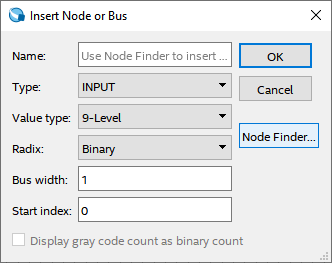 Insert Node or Bus
Name: Use Node Finder to insert ... OK
Type: INPUT Cancel
Value type: 9-Level
Node Finder...
Radix: Binary
Bus width: 1
Start index: 0
Display gray code count as binary count